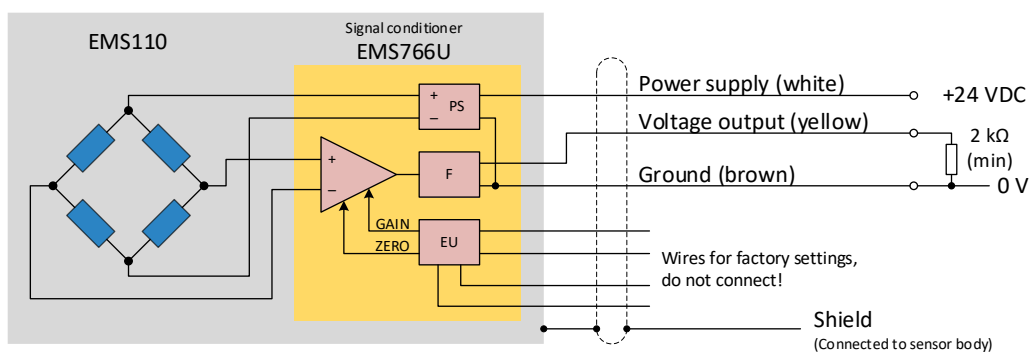 EMS110
Signal conditioner
EMS766U
+
−
PS
+
−
F
GAIN
ZERO
EU
Power supply (white)
+24 VDC
Voltage output (yellow)
2 kΩ
(min)
Ground (brown)
0 V
Wires for factory settings,
do not connect!
Shield
(Connected to sensor body)